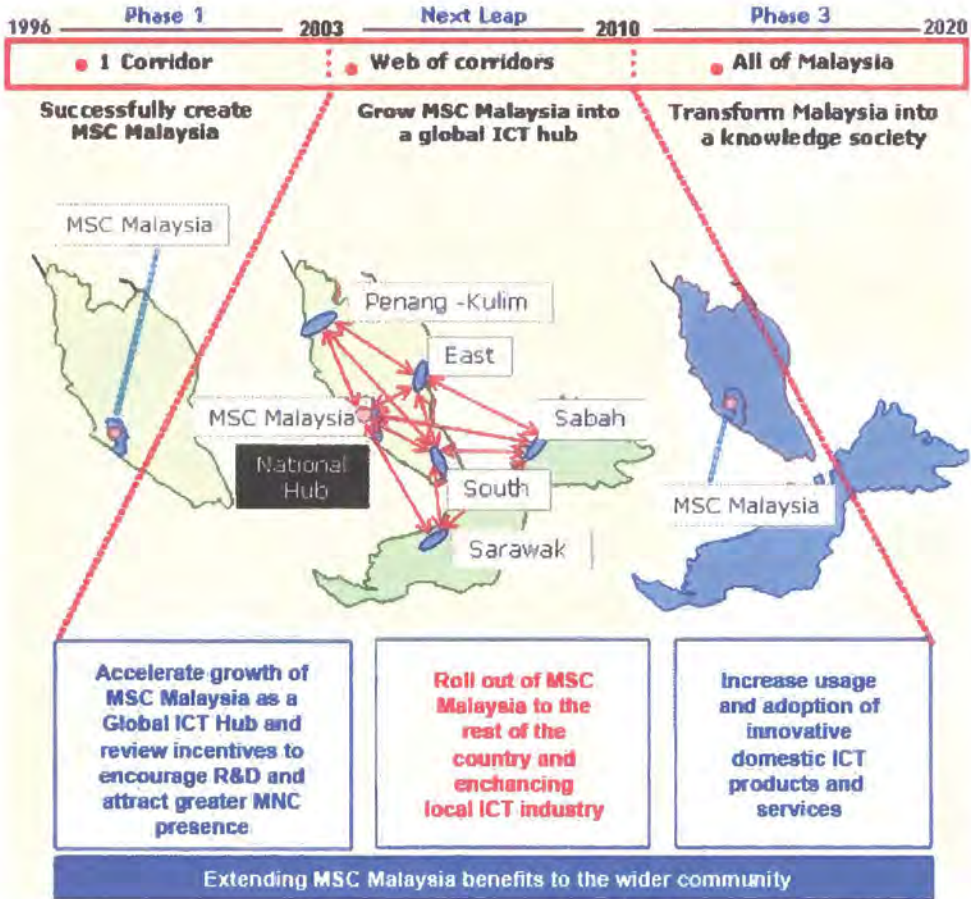 Phase 1 Next Leap Phase 3
1996 2003 2010 2020
• 1 Corridor • Web of corridors • All of Malaysia
Successfully create
MSC Malaysia
Grow MSC Malaysia into
a global ICT hub
Transform Malaysia into
a knowledge society
MSC Malaysia
Penang -Kulim
East
MSC Malaysia
Sabah
National
Hub
South
Sarawak
MSC Malaysia
Accelerate growth of
MSC Malaysia as a
Global ICT Hub and
review incentives to
encourage R&D and
attract greater MNC
presence
Roll out of MSC
Malaysia to the
rest of the
country and
enchancing
local ICT industry
Increase usage
and adoption of
innovative
domestic ICT
products and
services
Extending MSC Malaysia benefits to the wider community